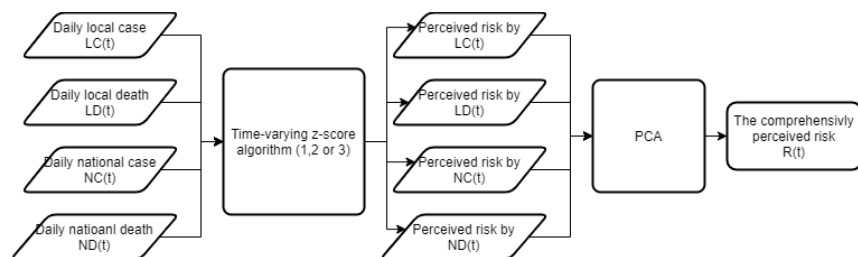 Daily local case
LC(t)
Daily local death
LD(t)
Daily national case
NC(t)
Daily natioanl death
ND(t)
Time-varying z-score
algorithm (1,2 or 3)
Perceived risk by
LC(t)
Perceived risk by
LD(t)
Perceived risk by
NC(t)
Perceived risk by
ND(t)
PCA
The comprehensivly
perceived risk
R(t)